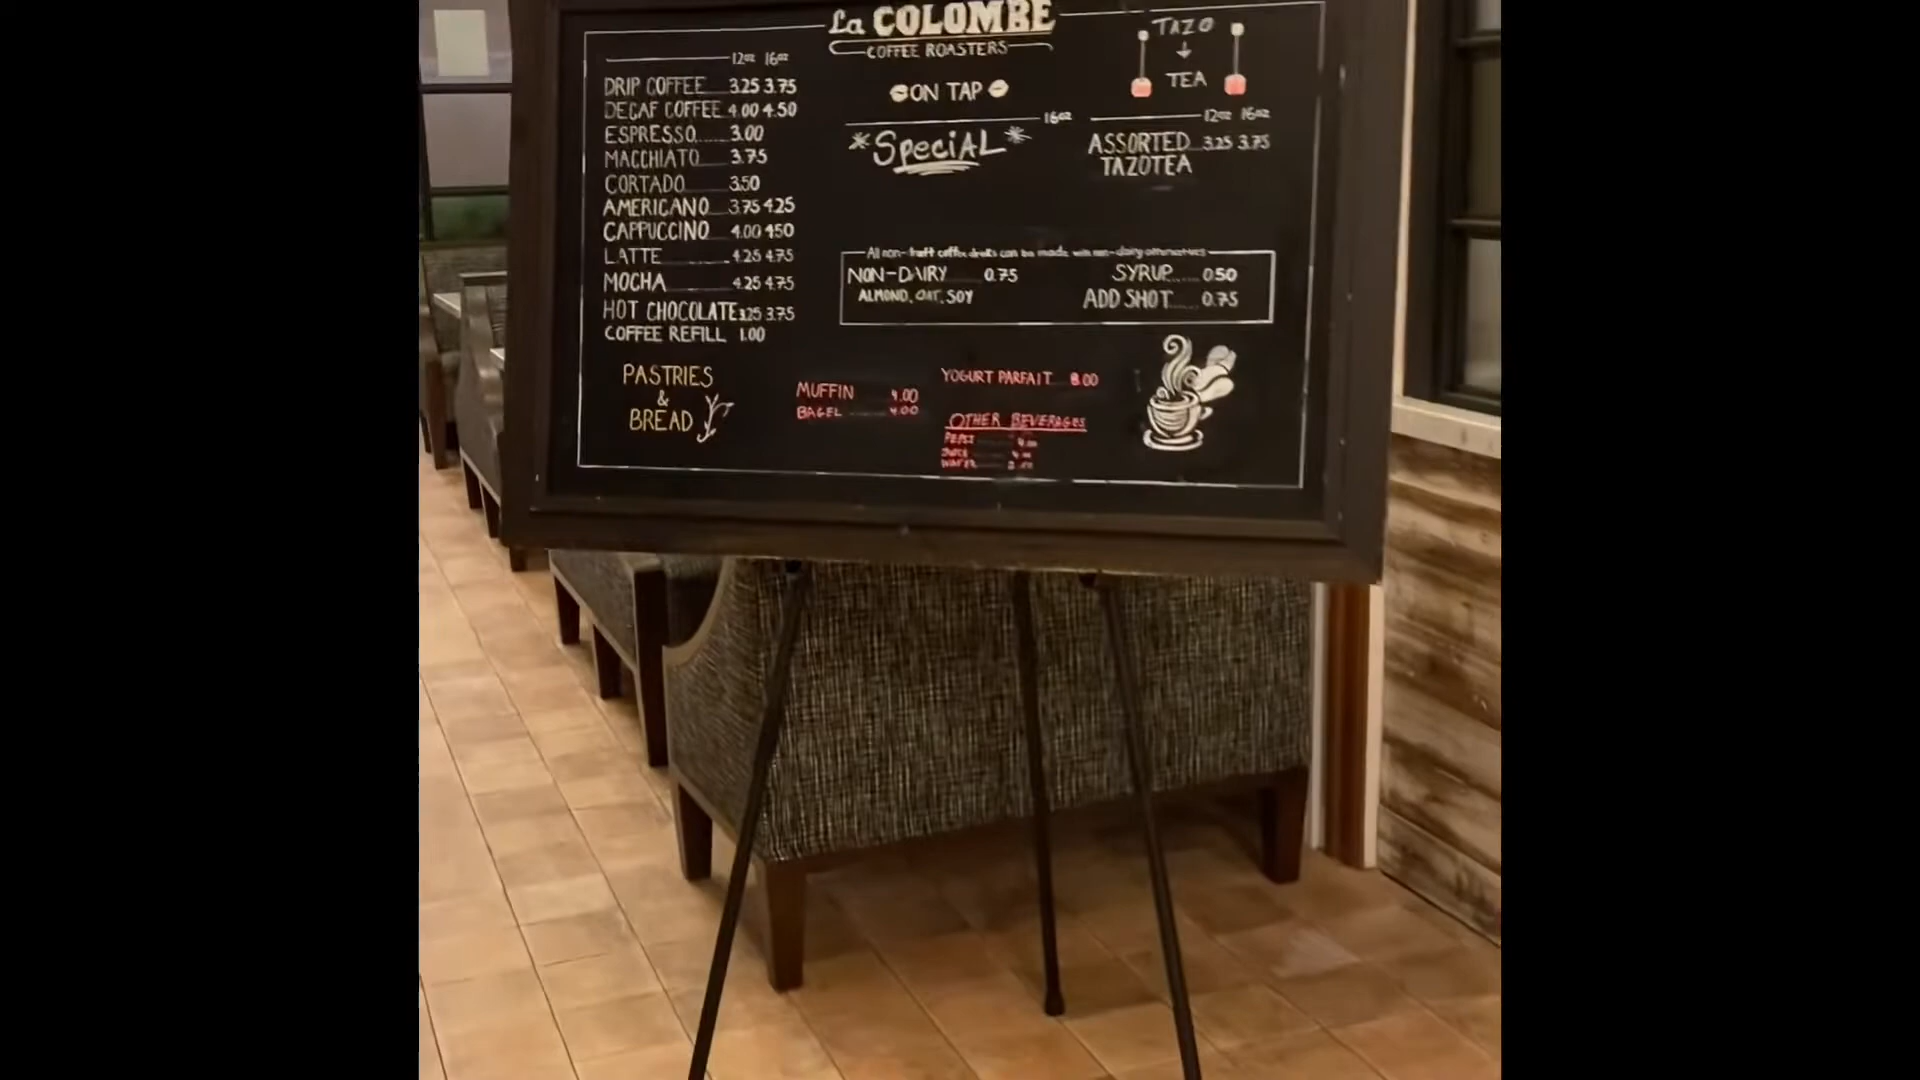 La COLOMBE
COFFEE ROASTERS
12oz 16oz
DRIP COFFEE 3.25 3.75
DECAF COFFEE 4.00 4.50
ESPRESSO 3.00
MACCHIATO 3.75
CORTADO 3.50
AMERICANO 3.75 4.25
CAPPUCCINO 4.00 4.50
LATTE 4.25 4.75
MOCHA 4.25 4.75
HOT CHOCOLATE 3.25 3.75
COFFEE REFILL 1.00
ON TAP
16oz
*SPECIAL*
TAZO
TEA
12oz 16oz
ASSORTED 3.25 3.75
TAZOTEA
All non-draft coffee drinks can be made with non-dairy alternatives
NON-DAIRY 0.75
ALMOND, OAT, SOY
SYRUP 0.50
ADD SHOT 0.75
PASTRIES
&
BREAD
MUFFIN 4.00
BAGEL 4.00
YOGURT PARFAIT 8.00
OTHER BEVERAGES
PEPSI
JUICE
WATER